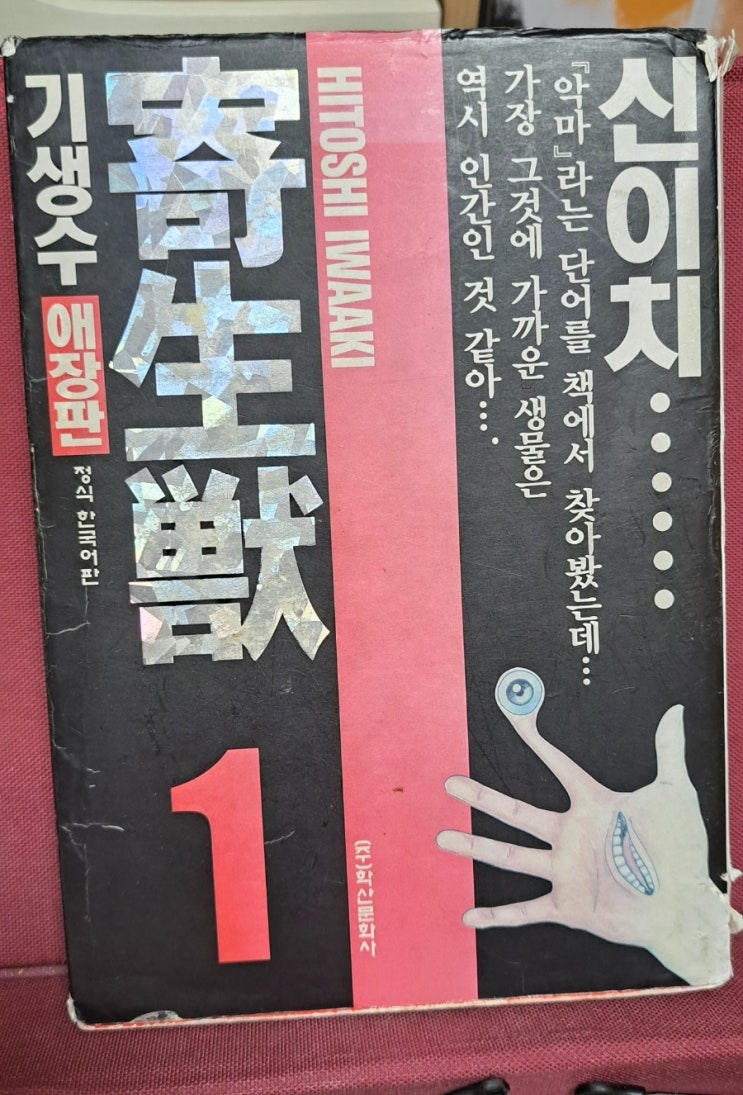 신이치......
『악마』라는 단어를 책에서 찾아봤는데...
가장 그것에 가까운 생물은
역시 인간인 것 같아....
HITOSHI IWAAKI
寄生獣
기생수
애장판
정식 한국어판
1
(주)학산문화사